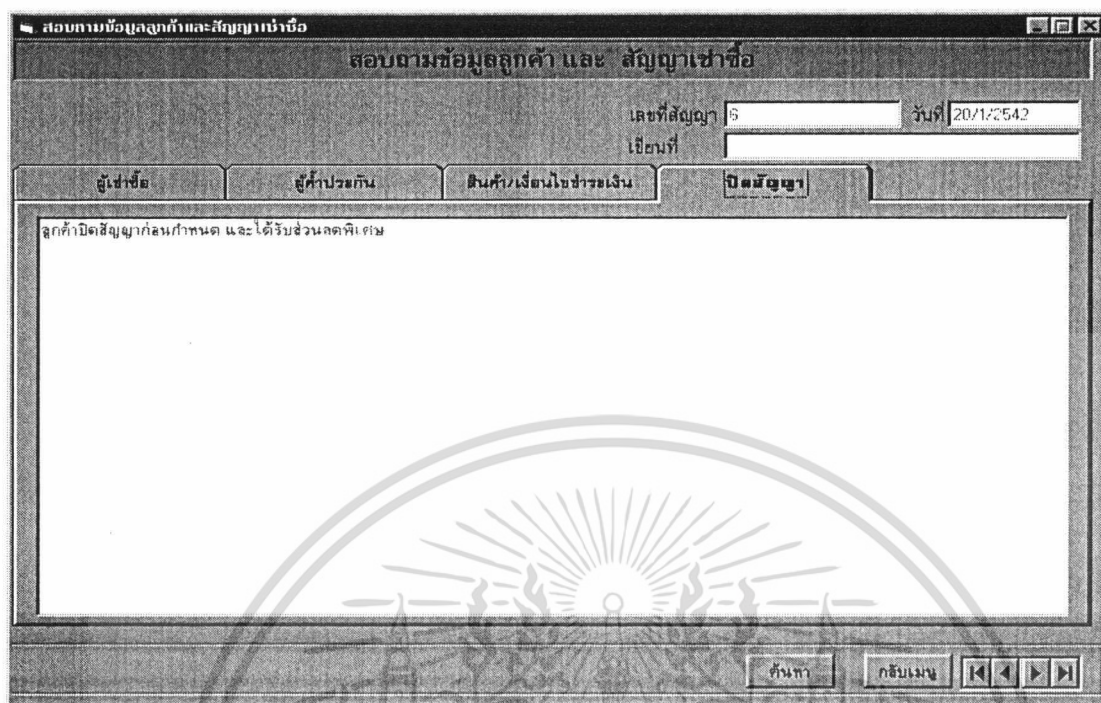 สอบถามข้อมูลลูกค้าและสัญญาเช่าซื้อ
สอบถามข้อมูลลูกค้า และ สัญญาเช่าซื้อ
เลขที่สัญญา 6 วันที่ 20/1/2542
เขียนที่
ผู้เช่าซื้อ ผู้ค้ำประกัน สินค้า/เงื่อนไขชำระเงิน ปิดสัญญา
ลูกค้าปิดสัญญาก่อนกำหนด และได้รับส่วนลดพิเศษ
ค้นหา กลับเมนู